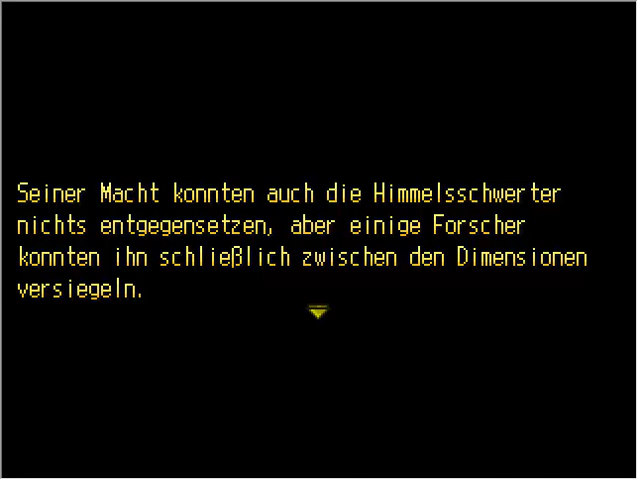 Seiner Macht konnten auch die Himmelsschwerter
nichts entgegensetzen, aber einige Forscher
konnten ihn schließlich zwischen den Dimensionen
versiegeln.